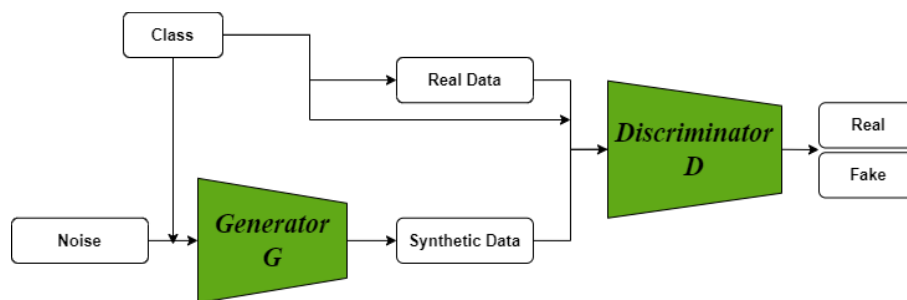 Class
Real Data
Discriminator
D
Real
Fake
Noise
Generator
G
Synthetic Data